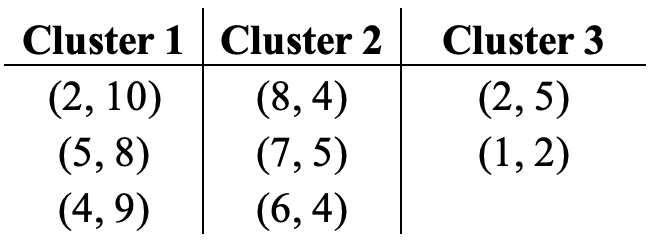 Cluster 1 Cluster 2 Cluster 3
(2, 10) (8, 4) (2, 5)
(5, 8) (7, 5) (1, 2)
(4, 9) (6, 4)